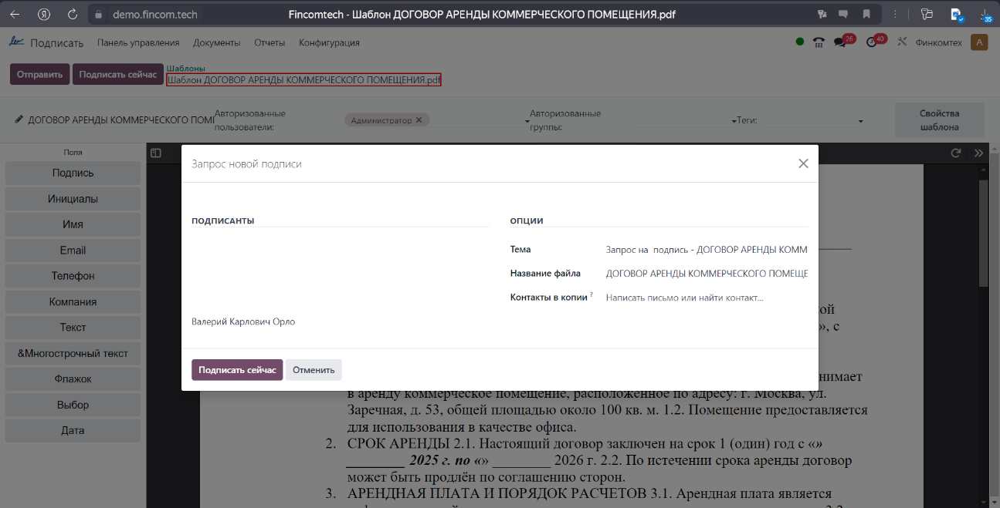 demo.fincom.tech
Fincomtech - Шаблон ДОГОВОР АРЕНДЫ КОММЕРЧЕСКОГО ПОМЕЩЕНИЯ.pdf
35
Подписать
Панель управления
Документы
Отчеты
Конфигурация
26
40
Финкомтех
А
Отправить
Подписать сейчас
Шаблоны
Шаблон ДОГОВОР АРЕНДЫ КОММЕРЧЕСКОГО ПОМЕЩЕНИЯ.pdf
ДОГОВОР АРЕНДЫ КОММЕРЧЕСКОГО ПОМ
Авторизованные
пользователи:
Администратор
Авторизованные
группы:
Теги:
Свойства
шаблона
Поля
Подпись
Инициалы
Имя
Email
Телефон
Компания
Текст
&Многострочный текст
Флажок
Выбор
Дата
Запрос новой подписи
ПОДПИСАНТЫ
Валерий Карлович Орло
ОПЦИИ
Тема
Запрос на подпись - ДОГОВОР АРЕНДЫ КОММ
Название файла
ДОГОВОР АРЕНДЫ КОММЕРЧЕСКОГО ПОМЕЩЕ
Контакты в копии ?
Написать письмо или найти контакт...
Подписать сейчас
Отменить
ой
», с
нимает
в аренду коммерческое помещение, расположенное по адресу: г. Москва, ул.
Заречная, д. 53, общей площадью около 100 кв. м. 1.2. Помещение предоставляется
для использования в качестве офиса.
2. СРОК АРЕНДЫ 2.1. Настоящий договор заключен на срок 1 (один) год с «»
________ 2025 г. по «» ________ 2026 г. 2.2. По истечении срока аренды договор
может быть продлён по соглашению сторон.
3. АРЕНДНАЯ ПЛАТА И ПОРЯДОК РАСЧЕТОВ 3.1. Арендная плата является